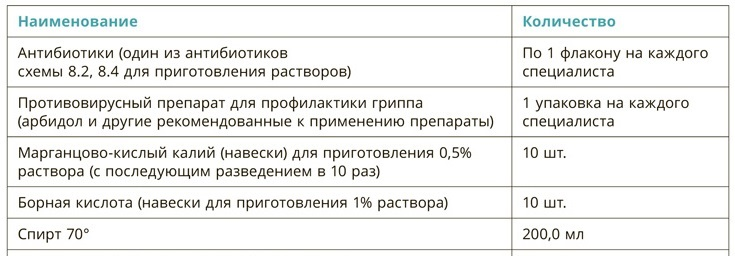 Наименование Количество
Антибиотики (один из антибиотиков По 1 флакону на каждого
схемы 8.2, 8.4 для приготовления растворов) специалиста
Противовирусный препарат для профилактики гриппа 1 упаковка на каждого
(арбидол и другие рекомендованные к применению препараты) специалиста
Марганцово-кислый калий (навески) для приготовления 0,5% 10 шт.
раствора (с последующим разведением в 10 раз)
Борная кислота (навески для приготовления 1% раствора) 10 шт.
Спирт 70° 200,0 мл